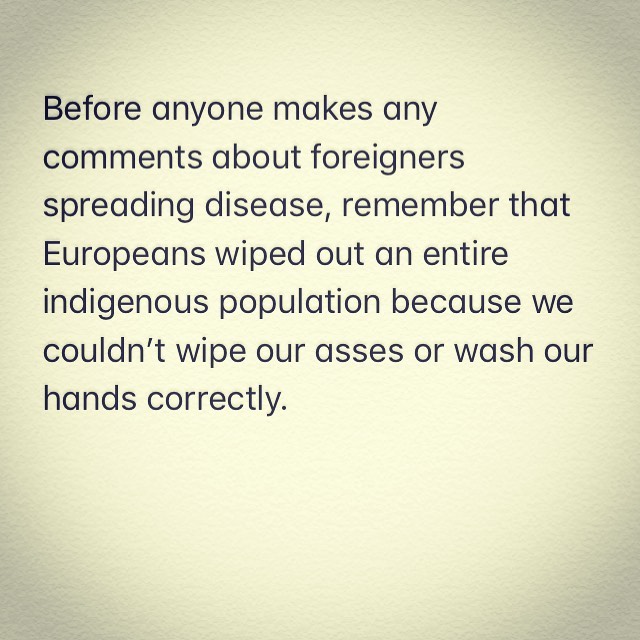 Before anyone makes any
comments about foreigners
spreading disease, remember that
Europeans wiped out an entire
indigenous population because we
couldn’t wipe our asses or wash our
hands correctly.